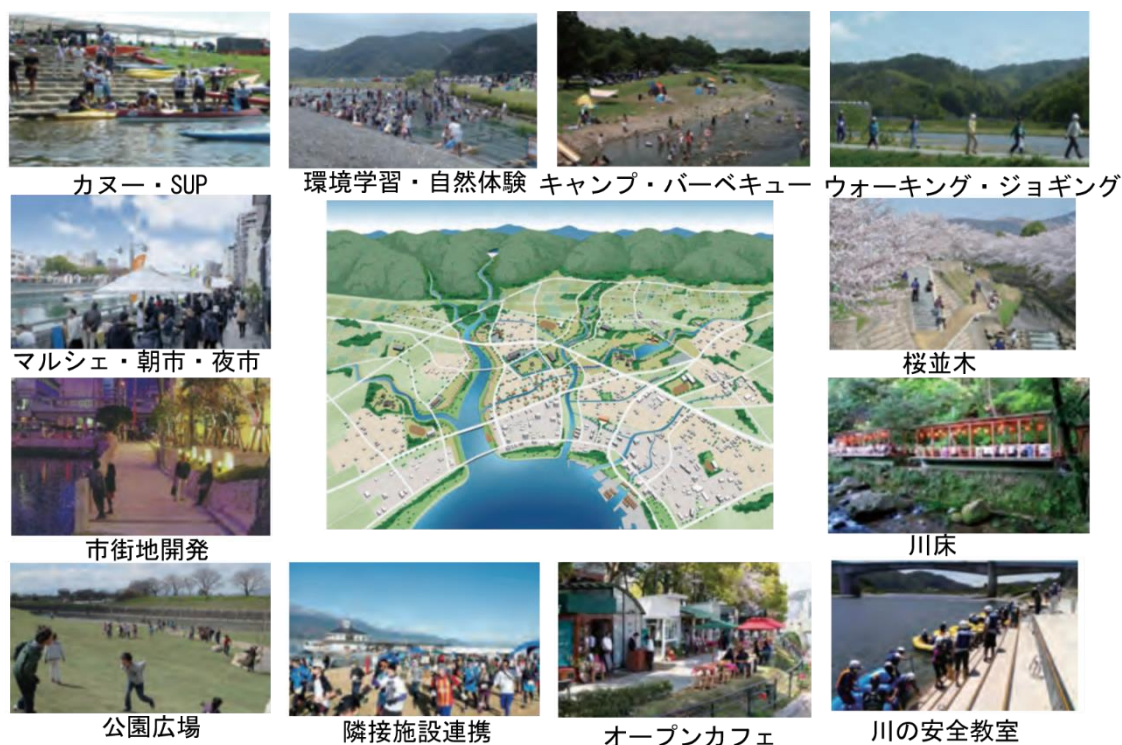 カヌー・SUP
環境学習・自然体験
キャンプ・バーベキュー
ウォーキング・ジョギング
マルシェ・朝市・夜市
桜並木
市街地開発
川床
公園広場
隣接施設連携
オープンカフェ
川の安全教室